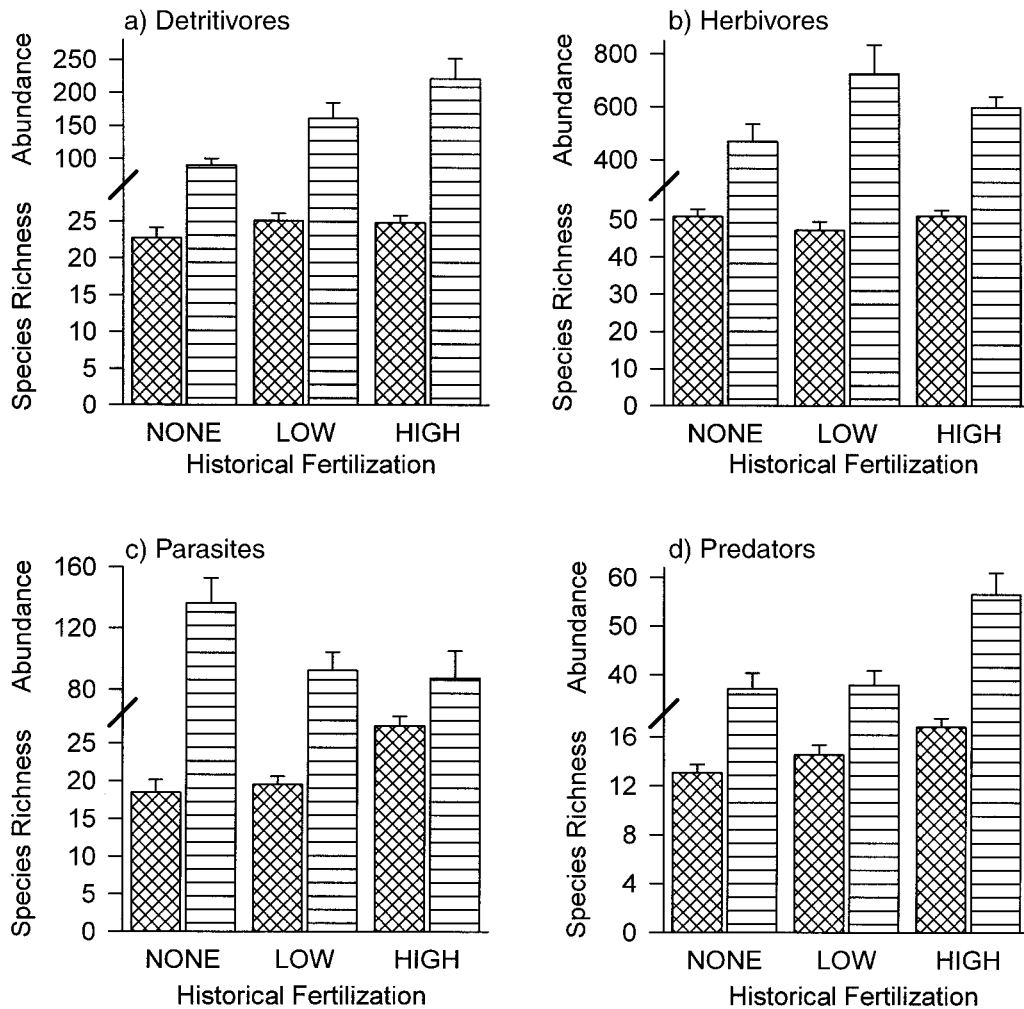 a) Detritivores
Abundance
250
200
150
100
Species Richness
25
20
15
10
5
0
NONE LOW HIGH
Historical Fertilization
b) Herbivores
Abundance
800
600
400
Species Richness
50
40
30
20
10
0
NONE LOW HIGH
Historical Fertilization
c) Parasites
Abundance
160
120
80
Species Richness
25
20
15
10
5
0
NONE LOW HIGH
Historical Fertilization
d) Predators
Abundance
60
50
40
Species Richness
16
12
8
4
0
NONE LOW HIGH
Historical Fertilization